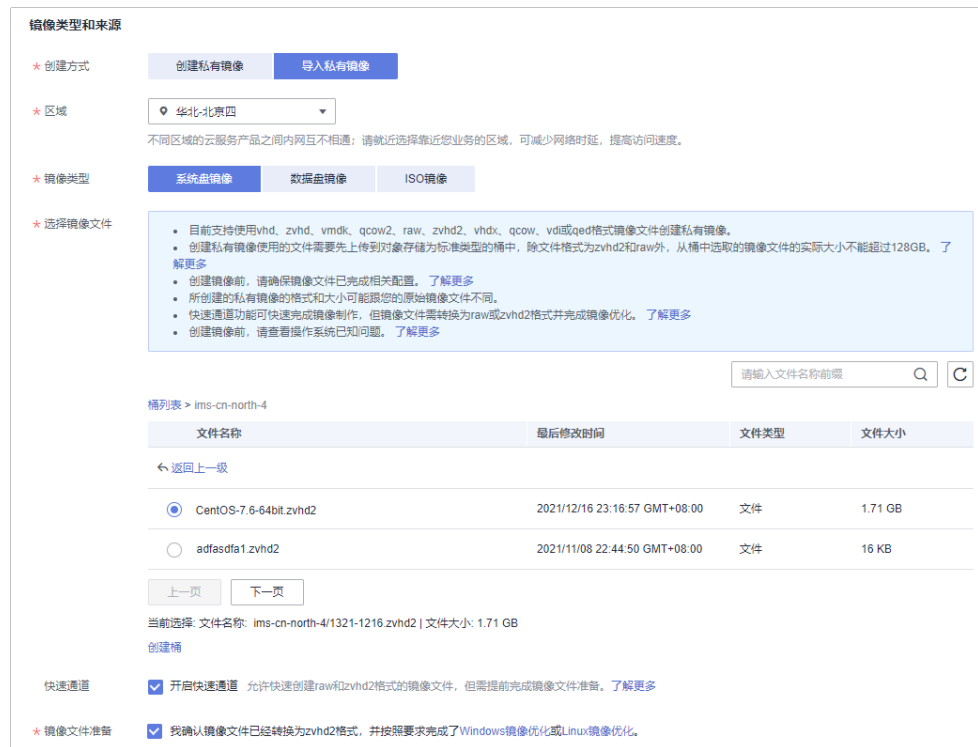 镜像类型和来源
* 创建方式 创建私有镜像 导入私有镜像
* 区域 华北-北京四
不同区域的云服务产品之间内网互不相通；请就近选择靠近您业务的区域，可减少网络时延，提高访问速度。
* 镜像类型 系统盘镜像 数据盘镜像 ISO镜像
* 选择镜像文件
• 目前支持使用vhd、zvhd、vmdk、qcow2、raw、zvhd2、vhdx、qcow、vdi或qed格式镜像文件创建私有镜像。
• 创建私有镜像使用的文件需要先上传到对象存储为标准类型的桶中，除文件格式为zvhd2和raw外，从桶中选取的镜像文件的实际大小不能超过128GB。 了
解更多
• 创建镜像前，请确保镜像文件已完成相关配置。 了解更多
• 所创建的私有镜像的格式和大小可能跟您的原始镜像文件不同。
• 快速通道功能可快速完成镜像制作，但镜像文件需转换为raw或zvhd2格式并完成镜像优化。 了解更多
• 创建镜像前，请查看操作系统已知问题。 了解更多
请输入文件名称前缀
桶列表 > ims-cn-north-4
文件名称 最后修改时间 文件类型 文件大小
返回上一级
CentOS-7.6-64bit.zvhd2 2021/12/16 23:16:57 GMT+08:00 文件 1.71 GB
adfasdfa1.zvhd2 2021/11/08 22:44:50 GMT+08:00 文件 16 KB
上一页 下一页
当前选择: 文件名称: ims-cn-north-4/1321-1216.zvhd2 | 文件大小: 1.71 GB
创建桶
快速通道 开启快速通道 允许快速创建raw和zvhd2格式的镜像文件，但需提前完成镜像文件准备。了解更多
* 镜像文件准备 我确认镜像文件已经转换为zvhd2格式，并按照要求完成了Windows镜像优化或Linux镜像优化。